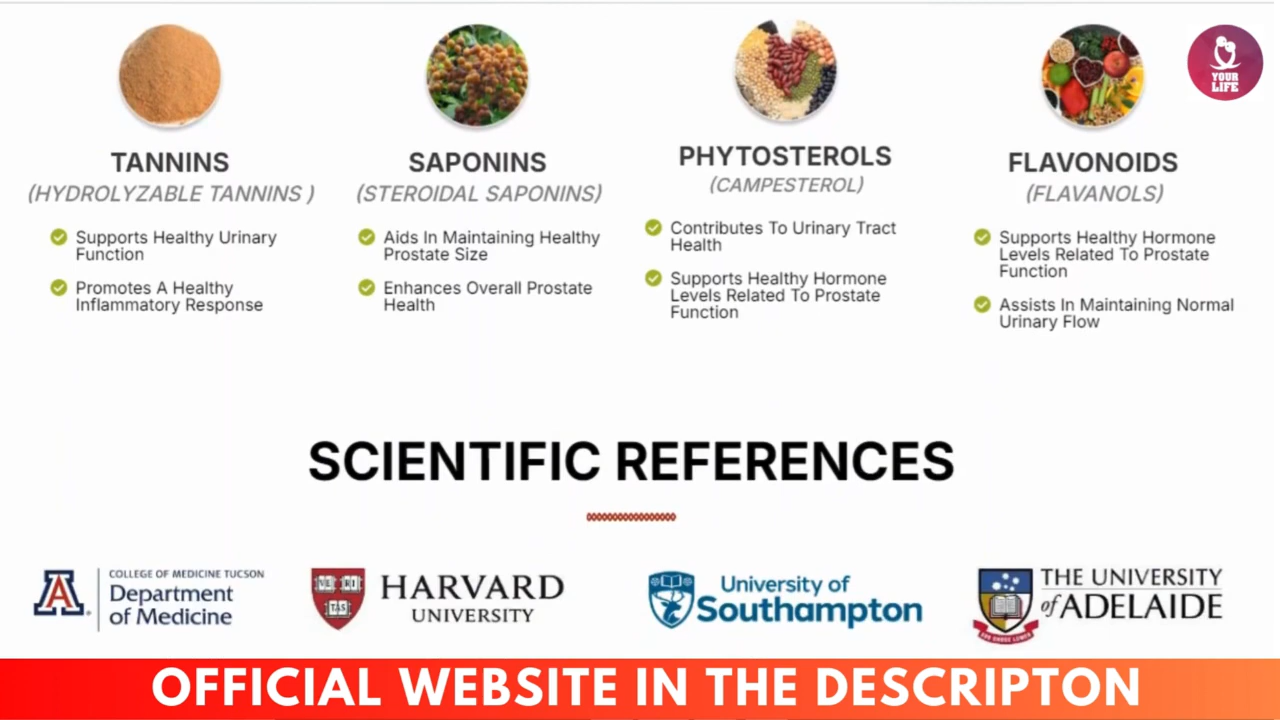 YOUR
LIFE
TANNINS
(HYDROLYZABLE TANNINS )
Supports Healthy Urinary
Function
Promotes A Healthy
Inflammatory Response
SAPONINS
(STEROIDAL SAPONINS)
Aids In Maintaining Healthy
Prostate Size
Enhances Overall Prostate
Health
PHYTOSTEROLS
(CAMPESTEROL)
Contributes To Urinary Tract
Health
Supports Healthy Hormone
Levels Related To Prostate
Function
FLAVONOIDS
(FLAVANOLS)
Supports Healthy Hormone
Levels Related To Prostate
Function
Assists In Maintaining Normal
Urinary Flow
SCIENTIFIC REFERENCES
A
COLLEGE OF MEDICINE TUCSON
Department
of Medicine
VE RI
TAS
HARVARD
UNIVERSITY
University of
Southampton
THE UNIVERSITY
of ADELAIDE
OFFICIAL WEBSITE IN THE DESCRIPTON